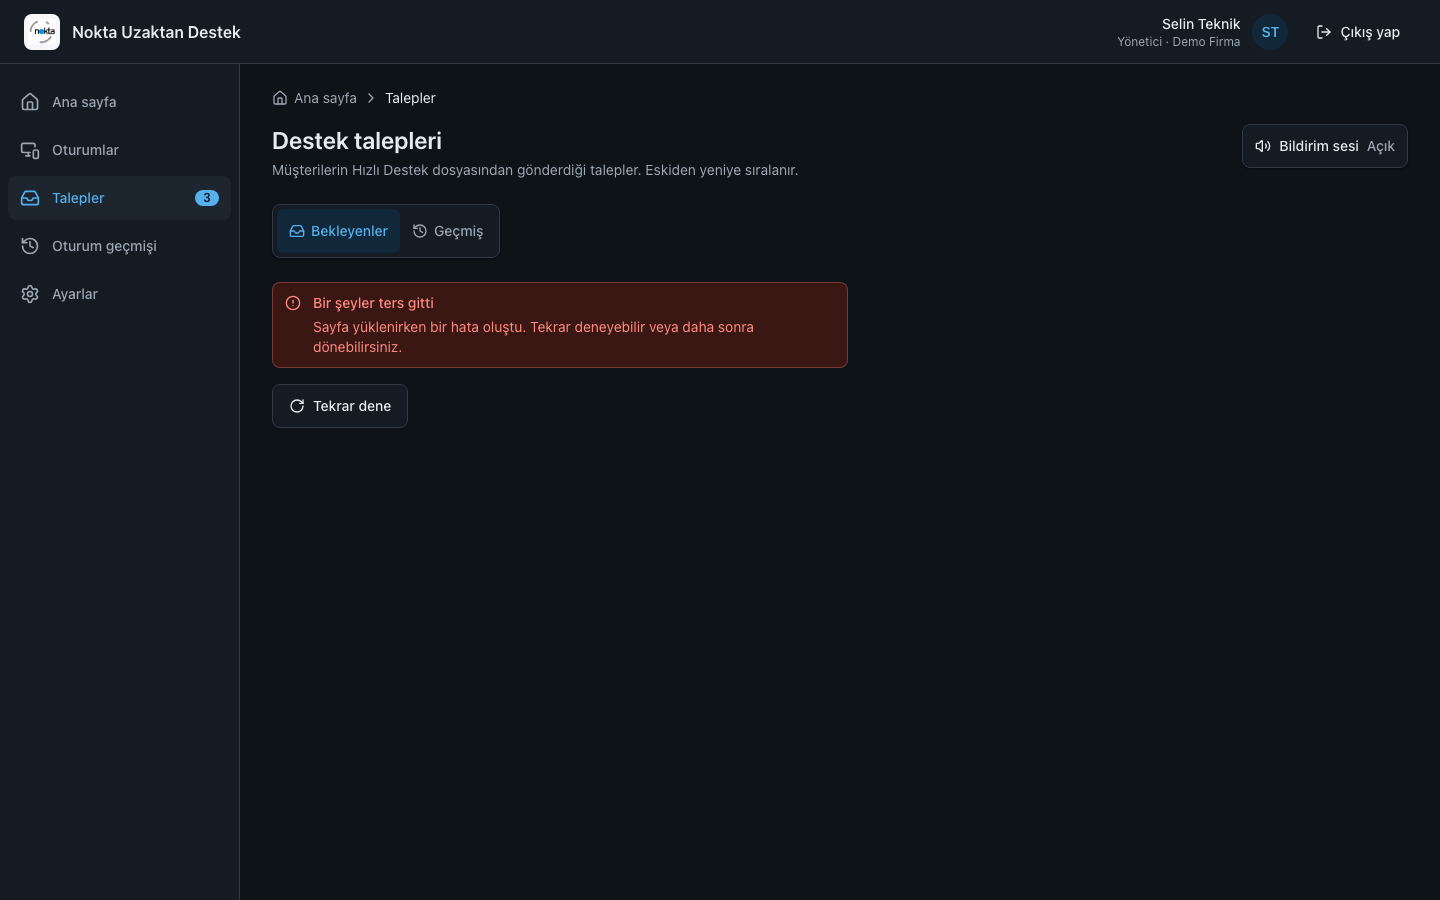 nokta
Nokta Uzaktan Destek
Selin Teknik
Yönetici · Demo Firma
ST
Çıkış yap
Ana sayfa
Oturumlar
Talepler
3
Oturum geçmişi
Ayarlar
Ana sayfa
Talepler
Destek talepleri
Müşterilerin Hızlı Destek dosyasından gönderdiği talepler. Eskiden yeniye sıralanır.
Bildirim sesi Açık
Bekleyenler
Geçmiş
Bir şeyler ters gitti
Sayfa yüklenirken bir hata oluştu. Tekrar deneyebilir veya daha sonra
dönebilirsiniz.
Tekrar dene